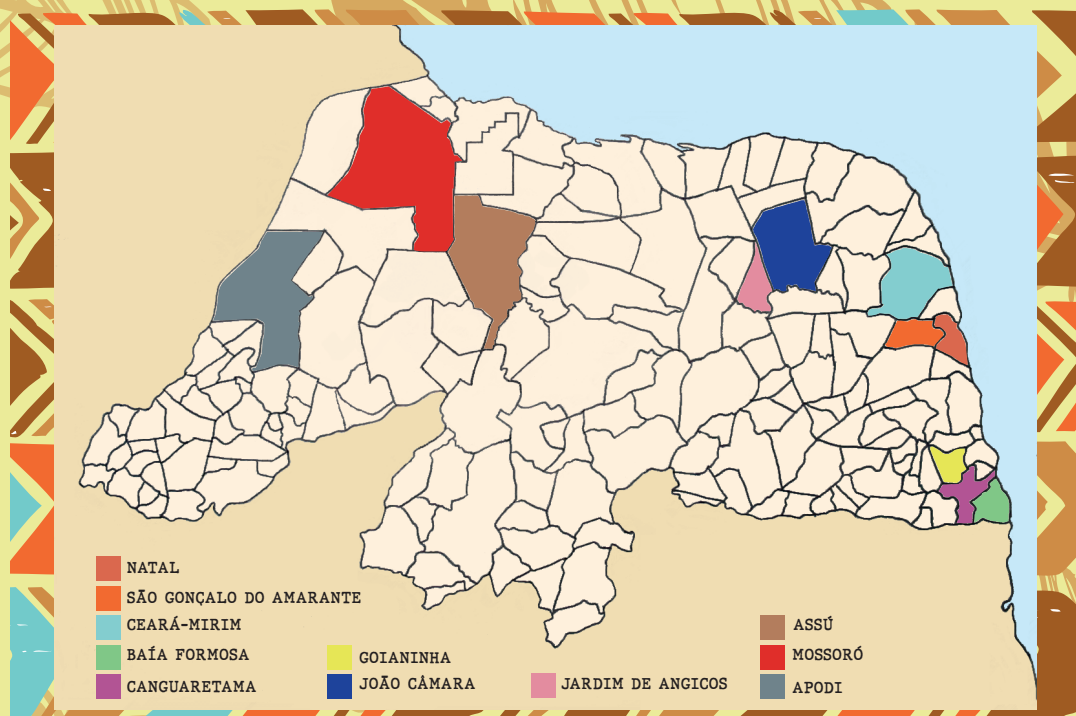 NATAL
SÃO GONÇALO DO AMARANTE
CEARÁ-MIRIM
BAÍA FORMOSA
CANGUARETAMA
GOIANINHA
JOÃO CÂMARA
JARDIM DE ANGICOS
ASSÚ
MOSSORÓ
APODI